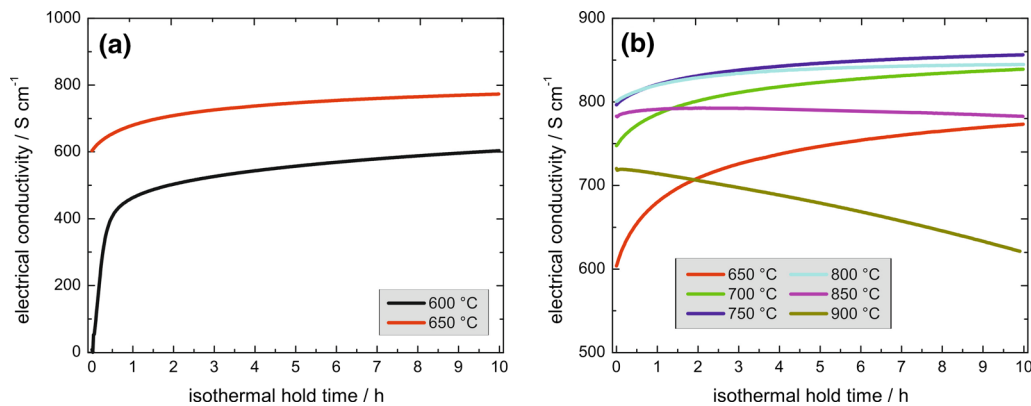 (a)
electrical conductivity / S cm⁻¹
1000
800
600
400
200
0
600 °C
650 °C
0 1 2 3 4 5 6 7 8 9 10
isothermal hold time / h
(b)
electrical conductivity / S cm⁻¹
900
800
700
600
500
650 °C 800 °C
700 °C 850 °C
750 °C 900 °C
0 1 2 3 4 5 6 7 8 9 10
isothermal hold time / h